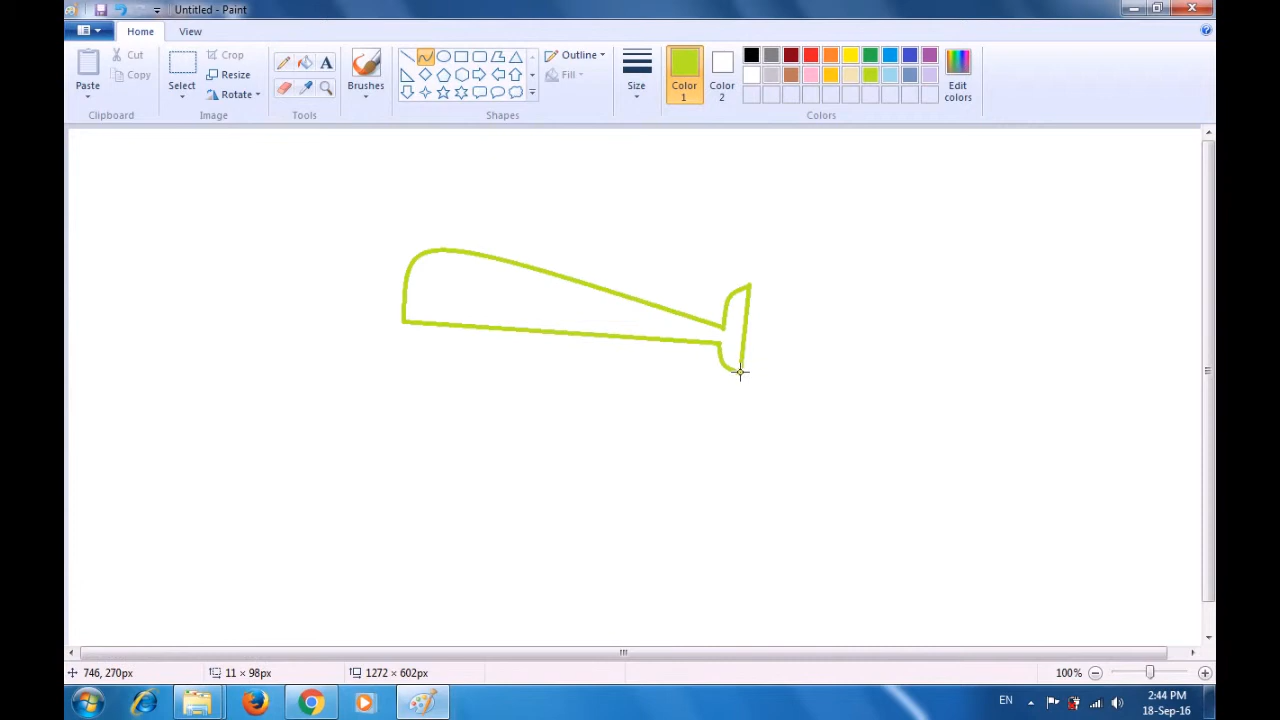 Untitled - Paint
Home
View
Paste
Cut
Copy
Clipboard
Select
Crop
Resize
Rotate
Image
A
Tools
Brushes
Outline
Fill
Shapes
Size
Color
1
Color
2
Edit
colors
Colors
746, 270px
11 × 98px
1272 × 602px
100%
EN
2:44 PM
18-Sep-16